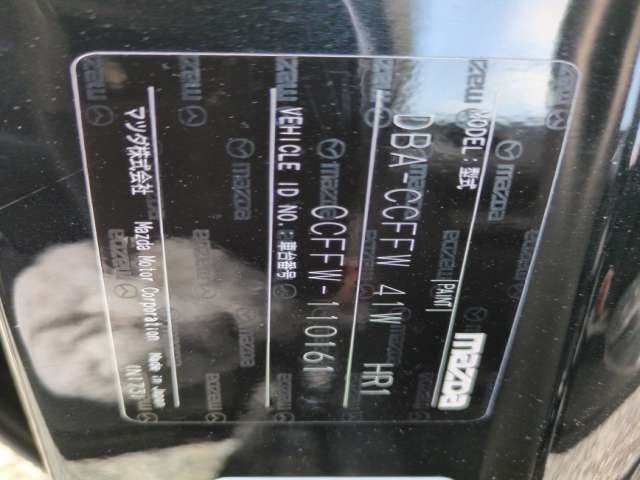 mazda
MODEL:型式 PAINT
DBA-CCFFW 41W HR1
VEHICLE ID NO.:車台番号
CCFFW-110161
マツダ株式会社 Mazda Motor Corporation Made in Japan